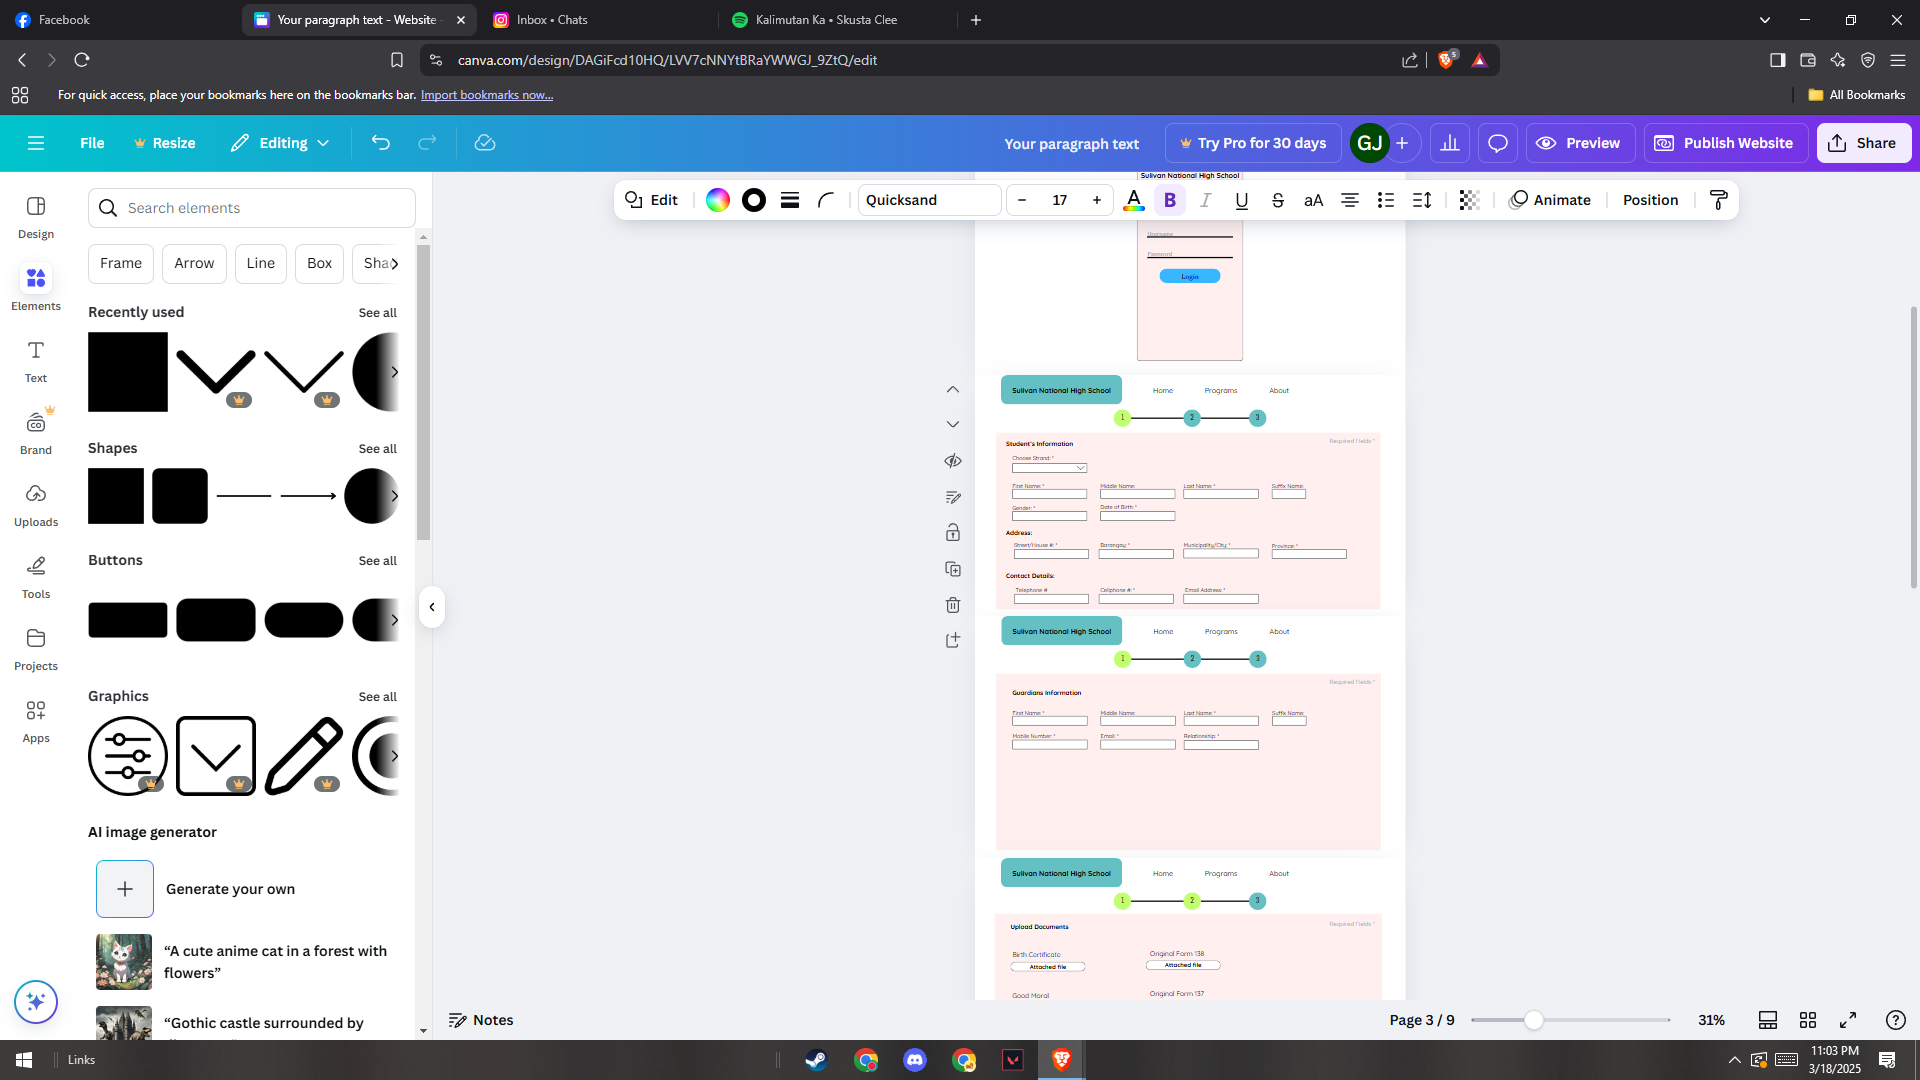 Facebook
Your paragraph text - Website -
Inbox • Chats
Kalimutan Ka • Skusta Clee
canva.com/design/DAGiFcd10HQ/LVV7cNNYtBRaYWWGJ_9ZtQ/edit
5
For quick access, place your bookmarks here on the bookmarks bar. Import bookmarks now...
All Bookmarks
File
Resize
Editing
Your paragraph text
Try Pro for 30 days
GJ
Preview
Publish Website
Share
Design
Elements
Text
Brand
Uploads
Tools
Projects
Apps
Search elements
Frame
Arrow
Line
Box
Recently used
See all
Shapes
See all
Buttons
See all
Graphics
See all
AI image generator
Generate your own
“A cute anime cat in a forest with
flowers”
“Gothic castle surrounded by
Edit
Quicksand
– 17 +
A
B
I
U
S
aA
Animate
Position
Sulivan National High School
Username
Password
Login
Sulivan National High School
Home
Programs
About
1
2
3
Required Fields *
Student's Information
Choose Strand: *
First Name: *
Middle Name:
Last Name: *
Suffix Name:
Gender: *
Date of Birth: *
Address:
Street/House #: *
Barangay: *
Municipality/City: *
Province: *
Contact Details:
Telephone #
Cellphone #: *
Email Address: *
Sulivan National High School
Home
Programs
About
1
2
3
Required Fields *
Guardians Information
First Name: *
Middle Name:
Last Name: *
Suffix Name:
Mobile Number: *
Email: *
Relationship: *
Sulivan National High School
Home
Programs
About
1
2
3
Required Fields *
Upload Documents
Birth Certificate
Attached file
Original Form 138
Attached file
Good Moral
Original Form 137
Notes
Page 3 / 9
31%
Links
11:03 PM
3/18/2025